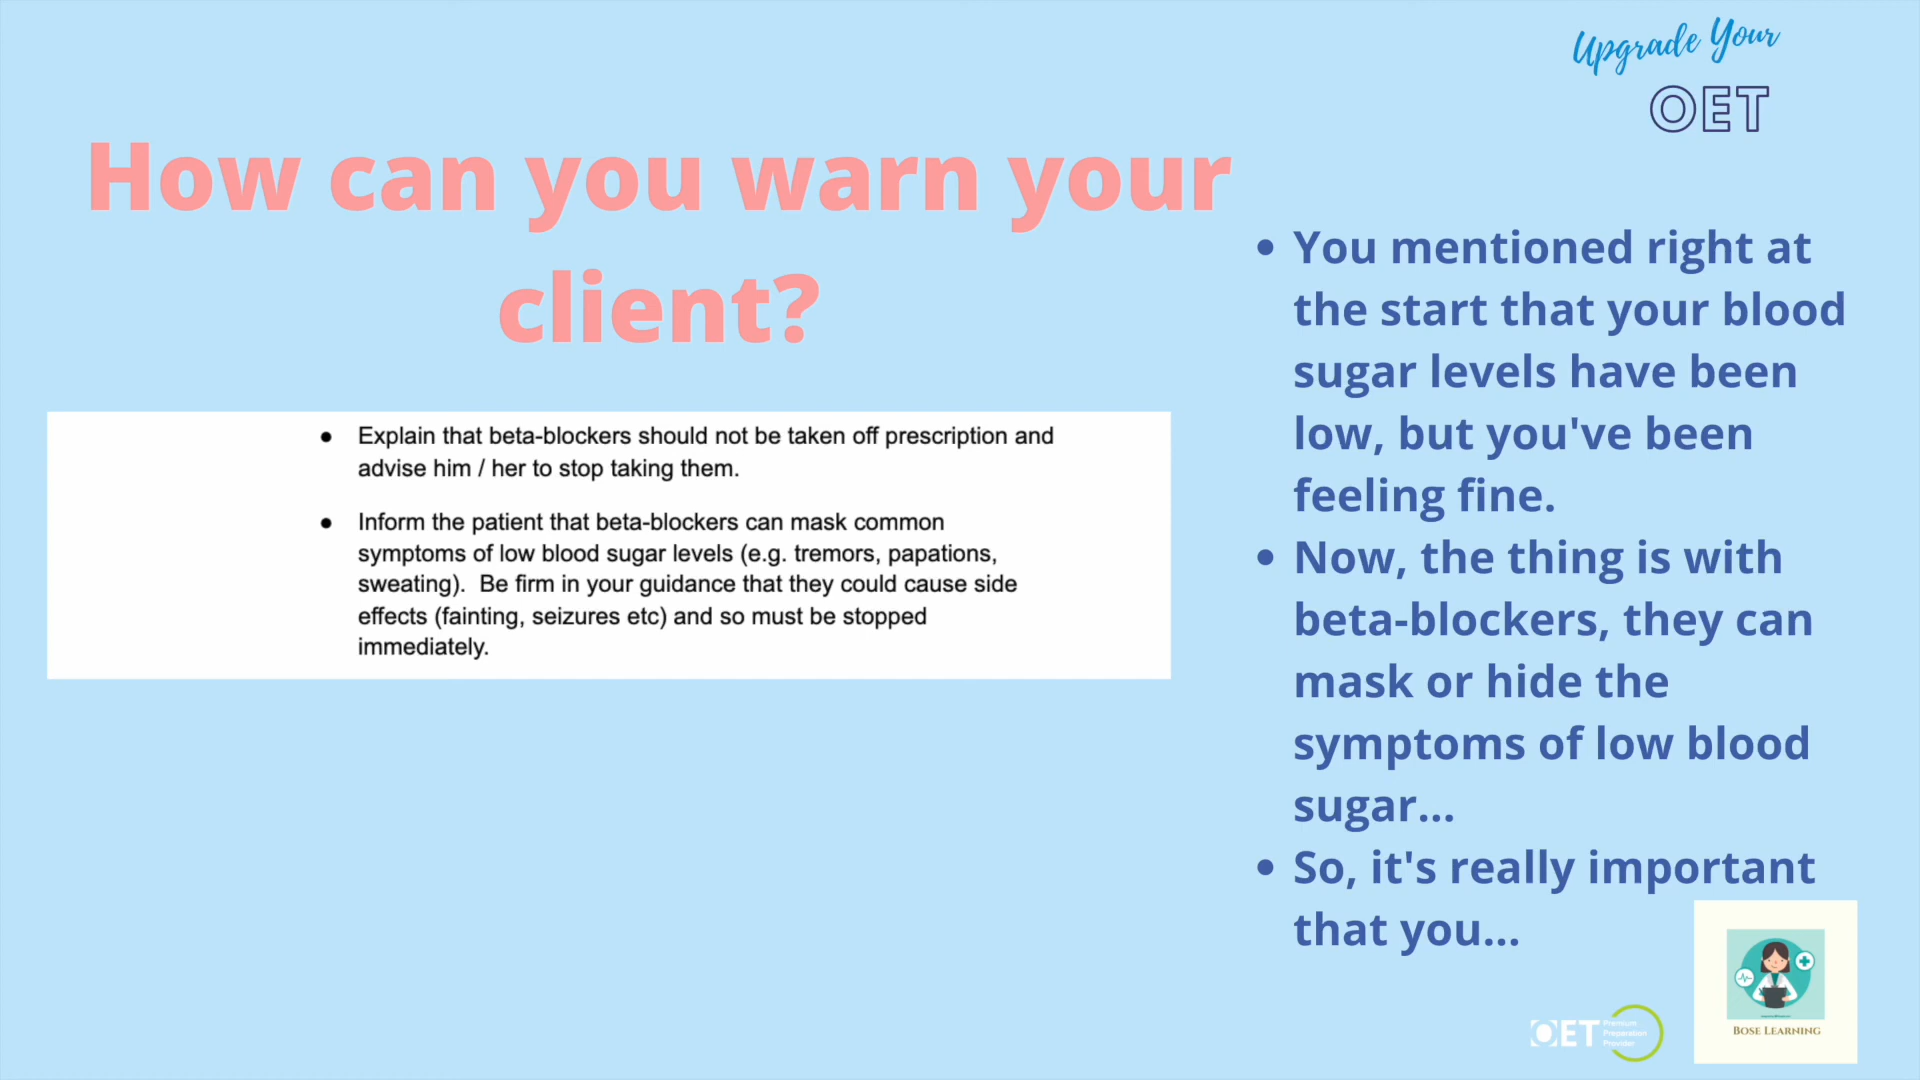 Upgrade Your
OET
How can you warn your
client?
● Explain that beta-blockers should not be taken off prescription and
advise him / her to stop taking them.
● Inform the patient that beta-blockers can mask common
symptoms of low blood sugar levels (e.g. tremors, papations,
sweating).  Be firm in your guidance that they could cause side
effects (fainting, seizures etc) and so must be stopped
immediately.
• You mentioned right at
the start that your blood
sugar levels have been
low, but you've been
feeling fine.
• Now, the thing is with
beta-blockers, they can
mask or hide the
symptoms of low blood
sugar...
• So, it's really important
that you...
OET
Premium
Preparation
Provider
BOSE LEARNING